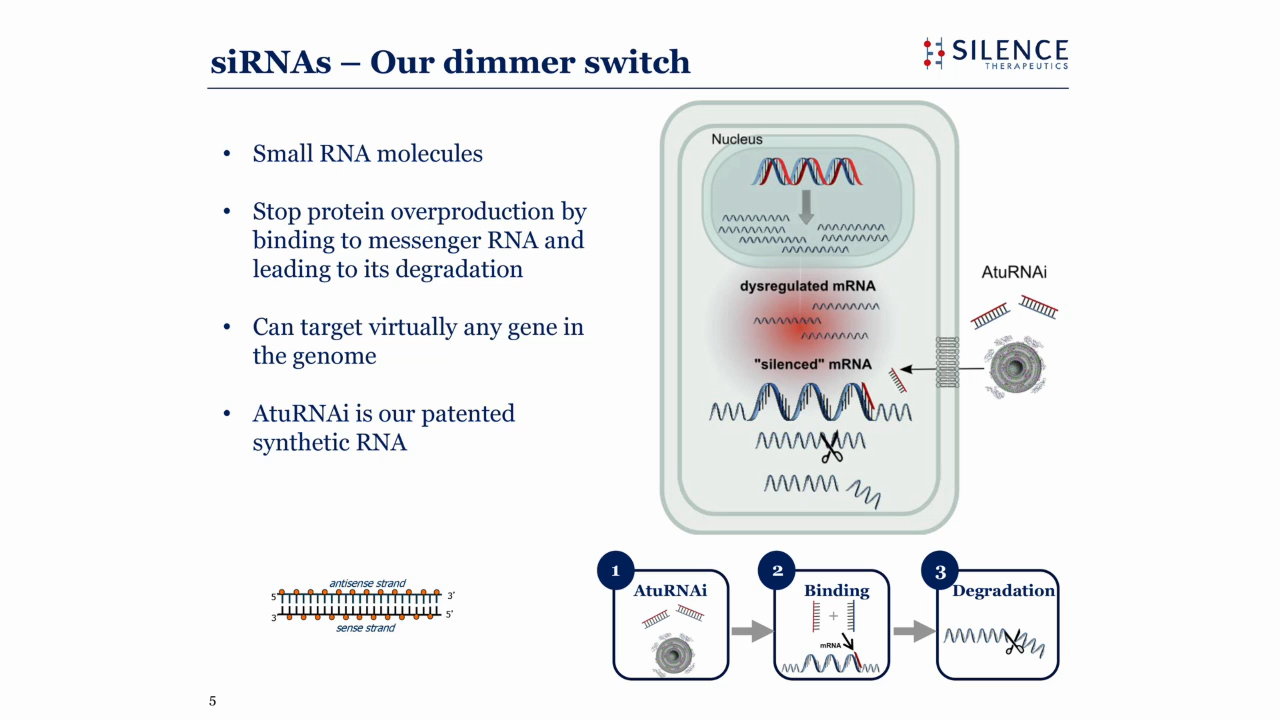 siRNAs – Our dimmer switch
SILENCE
THERAPEUTICS
• Small RNA molecules
• Stop protein overproduction by
binding to messenger RNA and
leading to its degradation
• Can target virtually any gene in
the genome
• AtuRNAi is our patented
synthetic RNA
Nucleus
dysregulated mRNA
"silenced" mRNA
AtuRNAi
antisense strand
5' 3'
3' 5'
sense strand
1
AtuRNAi
2
Binding
+
mRNA
3
Degradation
5